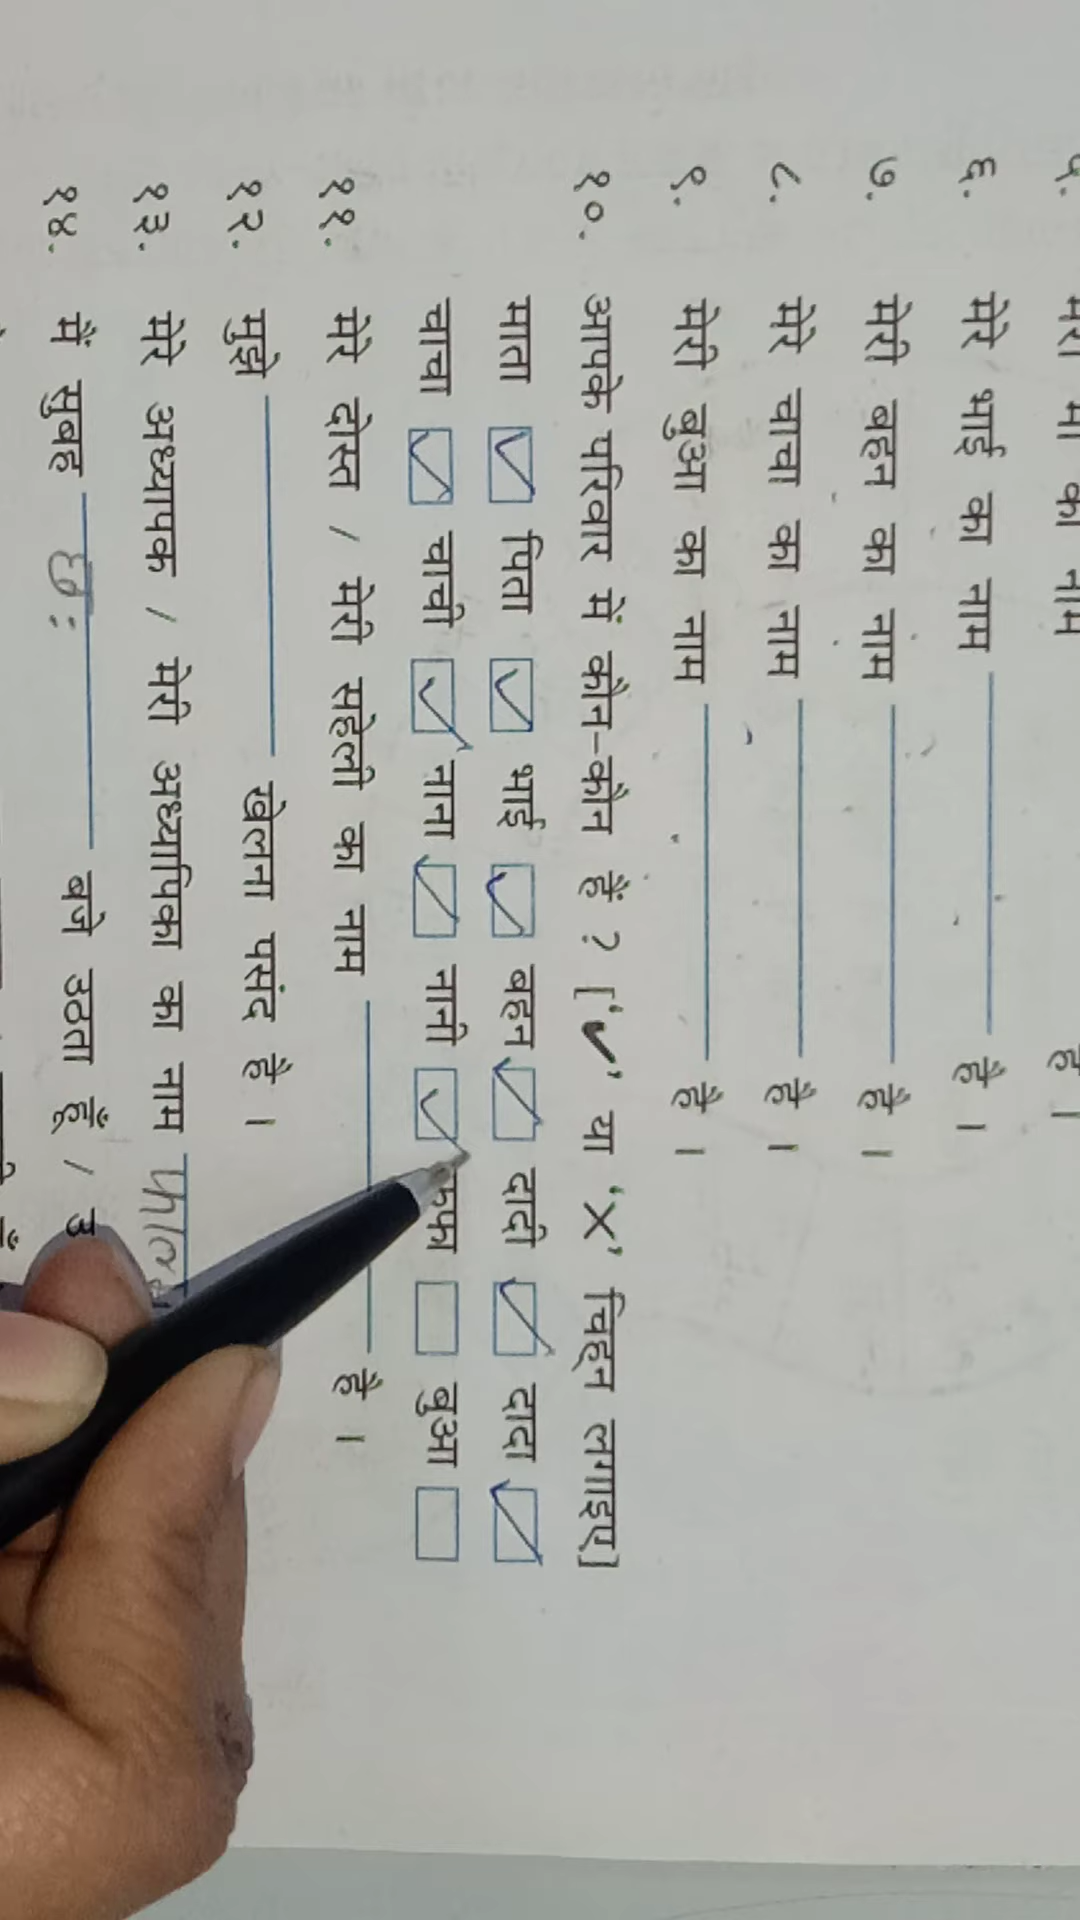 मेरी माँ का नाम है ।
६. मेरे भाई का नाम है ।
७. मेरी बहन का नाम है ।
८. मेरे चाचा का नाम है ।
९. मेरी बुआ का नाम है ।
१०. आपके परिवार में कौन-कौन हैं ? [‘✓’ या ‘×’ चिह्न लगाइए]
माता ✓ पिता ✓ भाई ✓ बहन ✓ दादी ✓ दादा ✓
चाचा ✓ चाची ✓ नाना ✓ नानी ✓ बुआ
११. मेरे दोस्त / मेरी सहेली का नाम है ।
१२. मुझे खेलना पसंद है ।
१३. मेरे अध्यापक / मेरी अध्यापिका का नाम
१४. मैं सुबह छः बजे उठता हूँ /